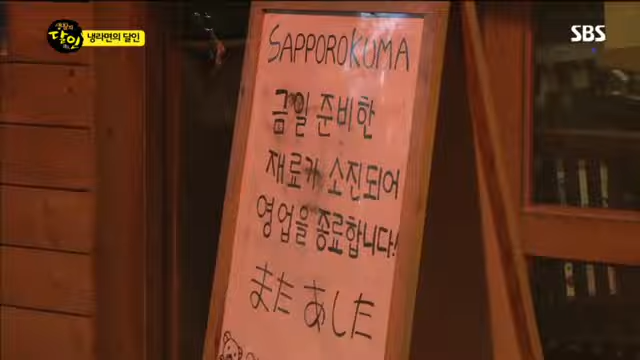 생활의
달인
냉라면의 달인
SBS
SAPPOROKUMA
금일 준비한
재료가 소진되어
영업을 종료합니다!
また あした